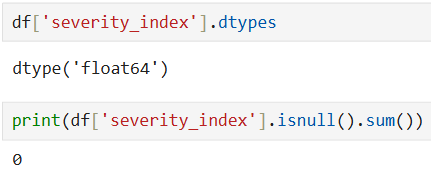 df['severity_index'].dtypes
dtype('float64')
print(df['severity_index'].isnull().sum())
0